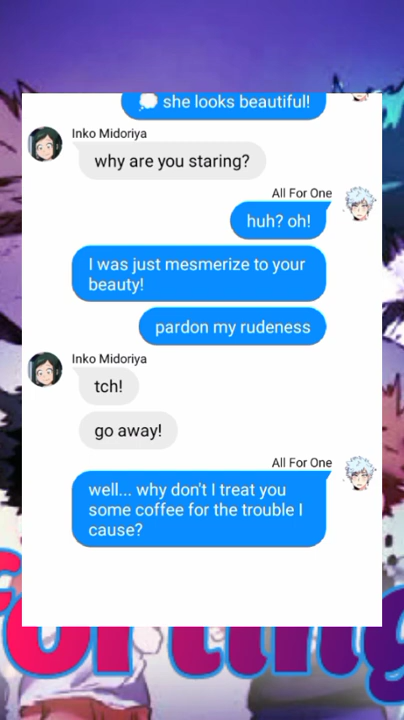 💭 she looks beautiful!
Inko Midoriya
why are you staring?
All For One
huh? oh!
I was just mesmerize to your
beauty!
pardon my rudeness
Inko Midoriya
tch!
go away!
All For One
well... why don't I treat you
some coffee for the trouble I
cause?